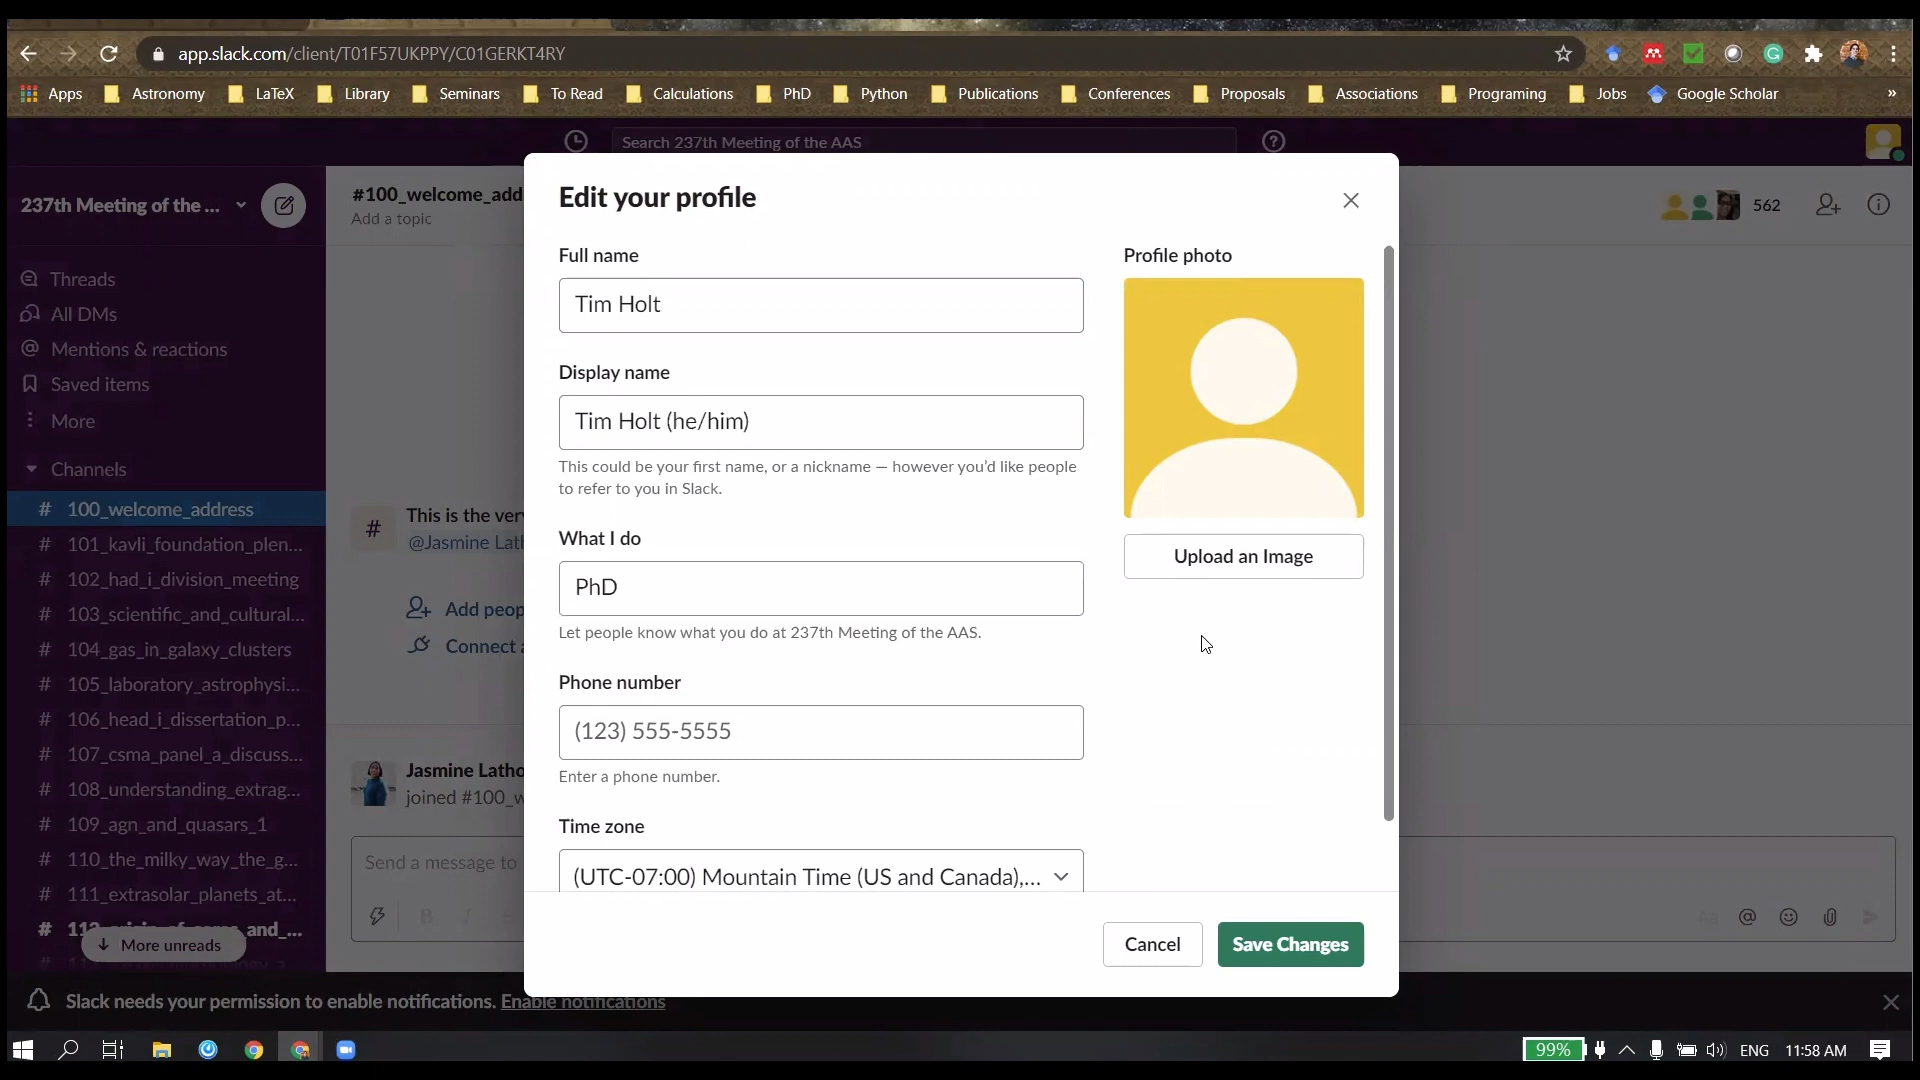 app.slack.com/client/T01F57UKPPY/C01GERKT4RY
Apps Astronomy LaTeX Library Seminars To Read Calculations PhD Python Publications Conferences Proposals Associations Programing Jobs Google Scholar »
Search 237th Meeting of the AAS
237th Meeting of the ...
#100_welcome_add
Add a topic
562
Threads
All DMs
Mentions & reactions
Saved items
More
Channels
# 100_welcome_address
# 101_kavli_foundation_plen...
# 102_had_i_division_meeting
# 103_scientific_and_cultural...
# 104_gas_in_galaxy_clusters
# 105_laboratory_astrophysi...
# 106_head_i_dissertation_p...
# 107_csma_panel_a_discuss...
# 108_understanding_extrag...
# 109_agn_and_quasars_1
# 110_the_milky_way_the_g...
# 111_extrasolar_planets_at...
More unreads
# This is the ver
@Jasmine Lath
Add peop
Connect a
Jasmine Latho
joined #100_w
Send a message to
Edit your profile
Full name
Tim Holt
Display name
Tim Holt (he/him)
This could be your first name, or a nickname — however you'd like people
to refer to you in Slack.
What I do
PhD
Let people know what you do at 237th Meeting of the AAS.
Phone number
(123) 555-5555
Enter a phone number.
Time zone
(UTC-07:00) Mountain Time (US and Canada),...
Profile photo
Upload an Image
Cancel
Save Changes
Slack needs your permission to enable notifications. Enable notifications
99% ENG 11:58 AM